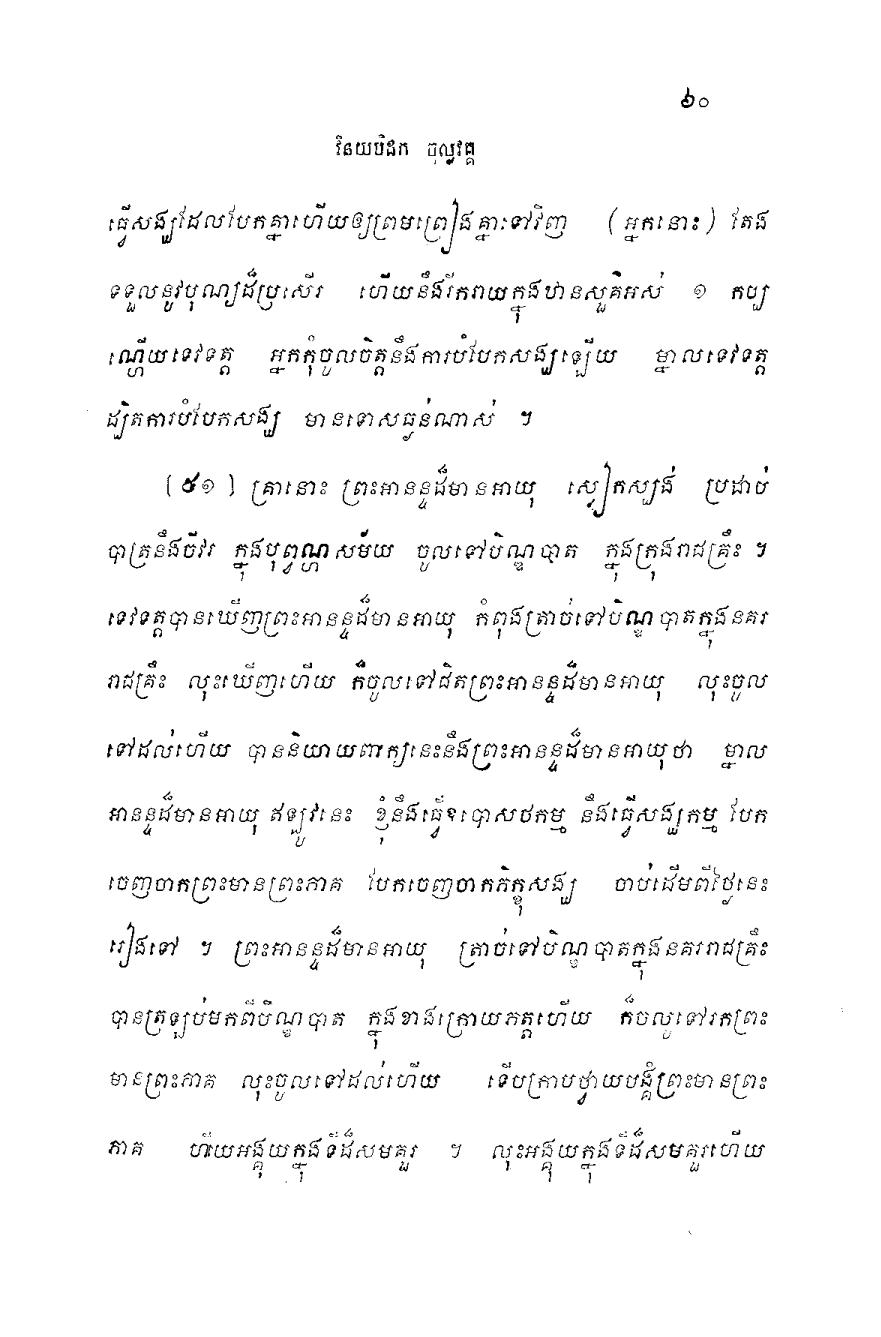 ៦០
វិនយបិដក ចុល្លវគ្គ
ធ្វើសង្ឃដែលបែកគ្នាហើយឲ្យព្រមព្រៀងគ្នាទៅវិញ (អ្នកនោះ) តែង
ទទួលនូវបុណ្យដ៏ប្រសើរ ហើយនឹងរីករាយក្នុងឋានសួគ៌អស់ ១ កប្ប
ណ្ហើយទេវទត្ត អ្នកកុំចូលចិត្តនឹងការបំបែកសង្ឃឡើយ ម្នាលទេវទត្ត
ដ្បិតការបំបែកសង្ឃ មានទោសធ្ងន់ណាស់ ។
[៥១] គ្រានោះ ព្រះអានន្ទដ៏មានអាយុ ស្លៀកស្បង់ ប្រដាប់
បាត្រនឹងចីវរ ក្នុងបុព្វណ្ហសម័យ ចូលទៅបិណ្ឌបាត ក្នុងក្រុងរាជគ្រឹះ ។
ទេវទត្តបានឃើញព្រះអានន្ទដ៏មានអាយុ កំពុងត្រាច់ទៅបិណ្ឌបាតក្នុងនគរ
រាជគ្រឹះ លុះឃើញហើយ ក៏ចូលទៅជិតព្រះអានន្ទដ៏មានអាយុ លុះចូល
ទៅដល់ហើយ បាននិយាយពាក្យនេះនឹងព្រះអានន្ទដ៏មានអាយុថា ម្នាល
អានន្ទដ៏មានអាយុ ឥឡូវនេះ ខ្ញុំនឹងធ្វើឧបោសថកម្ម នឹងធ្វើសង្ឃកម្ម បែក
ចេញចាកព្រះមានព្រះភាគ បែកចេញចាកភិក្ខុសង្ឃ ចាប់ដើមពីថ្ងៃនេះ
រៀងទៅ ។ ព្រះអានន្ទដ៏មានអាយុ ត្រាច់ទៅបិណ្ឌបាតក្នុងនគររាជគ្រឹះ
បានត្រឡប់មកពីបិណ្ឌបាត ក្នុងខាងក្រោយភត្តហើយ ក៏ចូលទៅរកព្រះ
មានព្រះភាគ លុះចូលទៅដល់ហើយ ទើបក្រាបថ្វាយបង្គំព្រះមានព្រះ
ភាគ ហើយអង្គុយក្នុងទីដ៏សមគួរ ។ លុះអង្គុយក្នុងទីដ៏សមគួរហើយ